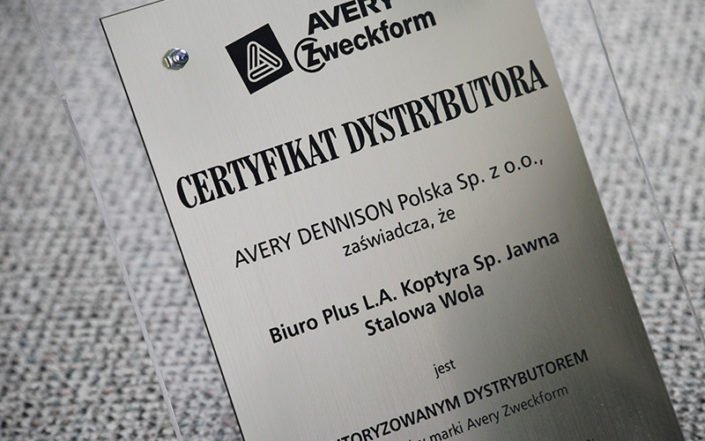 AVERY
Zweckform
CERTYFIKAT DYSTRYBUTORA
AVERY DENNISON Polska Sp. z o.o.,
zaświadcza, że
Biuro Plus L.A. Koptyra Sp. Jawna
Stalowa Wola
jest
TORYZOWANYM DYSTRYBUTOREM
marki Avery Zweckform